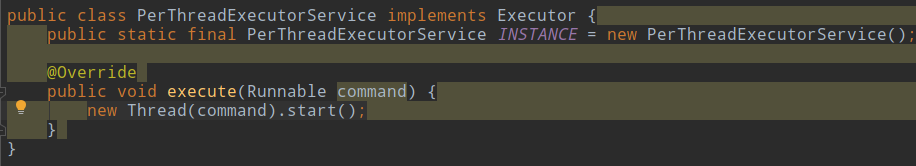 public class PerThreadExecutorService implements Executor {
    public static final PerThreadExecutorService INSTANCE = new PerThreadExecutorService();
    @Override
    public void execute(Runnable command) {
        new Thread(command).start();
    }
}